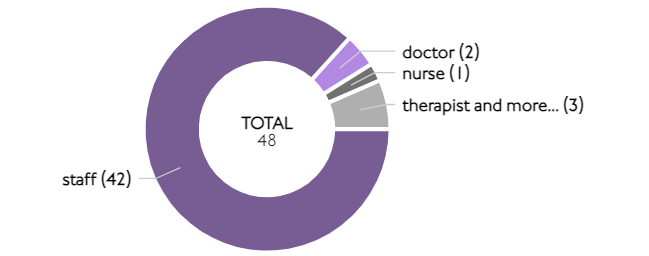 doctor (2)
nurse (1)
therapist and more... (3)
TOTAL
48
staff (42)